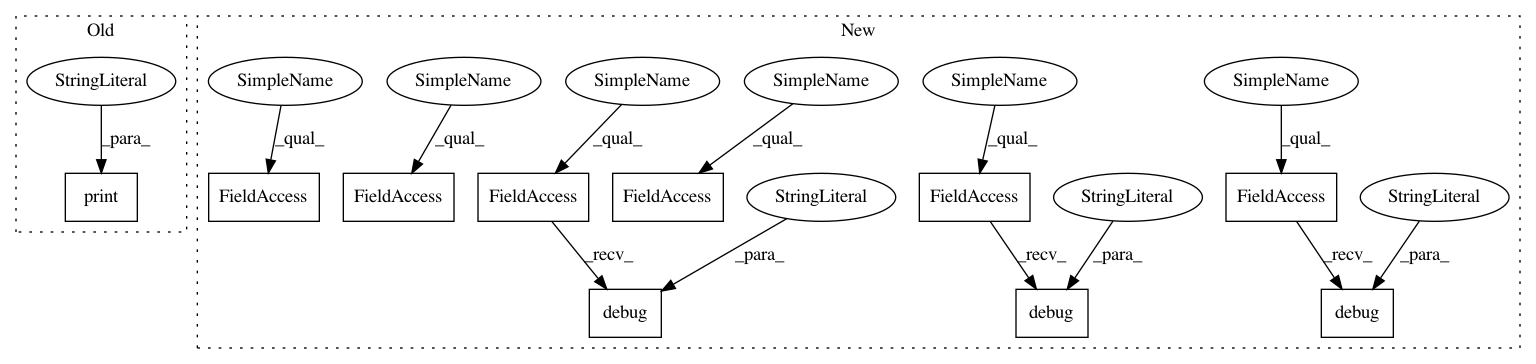 Old
New
StringLiteral
SimpleName
SimpleName
SimpleName
SimpleName
SimpleName
SimpleName
_para_
_qual_
_qual_
_qual_
_qual_
_qual_
_qual_
print
FieldAccess
FieldAccess
FieldAccess
FieldAccess
StringLiteral
FieldAccess
StringLiteral
FieldAccess
StringLiteral
_recv_
_para_
_recv_
_para_
_recv_
_para_
debug
debug
debug